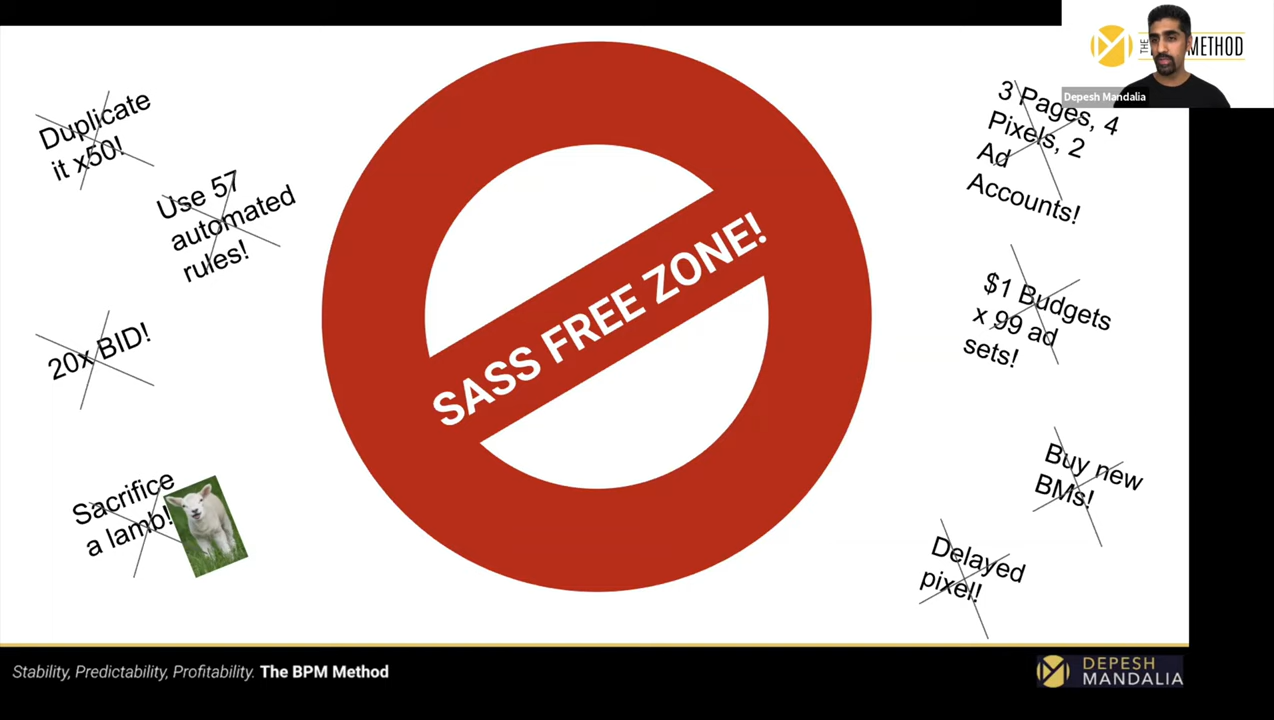 THE
METHOD
Depesh Mandalia
Duplicate
it x50!
Use 57
automated
rules!
20x BID!
Sacrifice
a lamb!
SASS FREE ZONE!
3 Pages, 4
Pixels, 2
Ad
Accounts!
$1 Budgets
x 99 ad
sets!
Buy new
BMs!
Delayed
pixel!
Stability, Predictability, Profitability. The BPM Method
DEPESH
MANDALIA